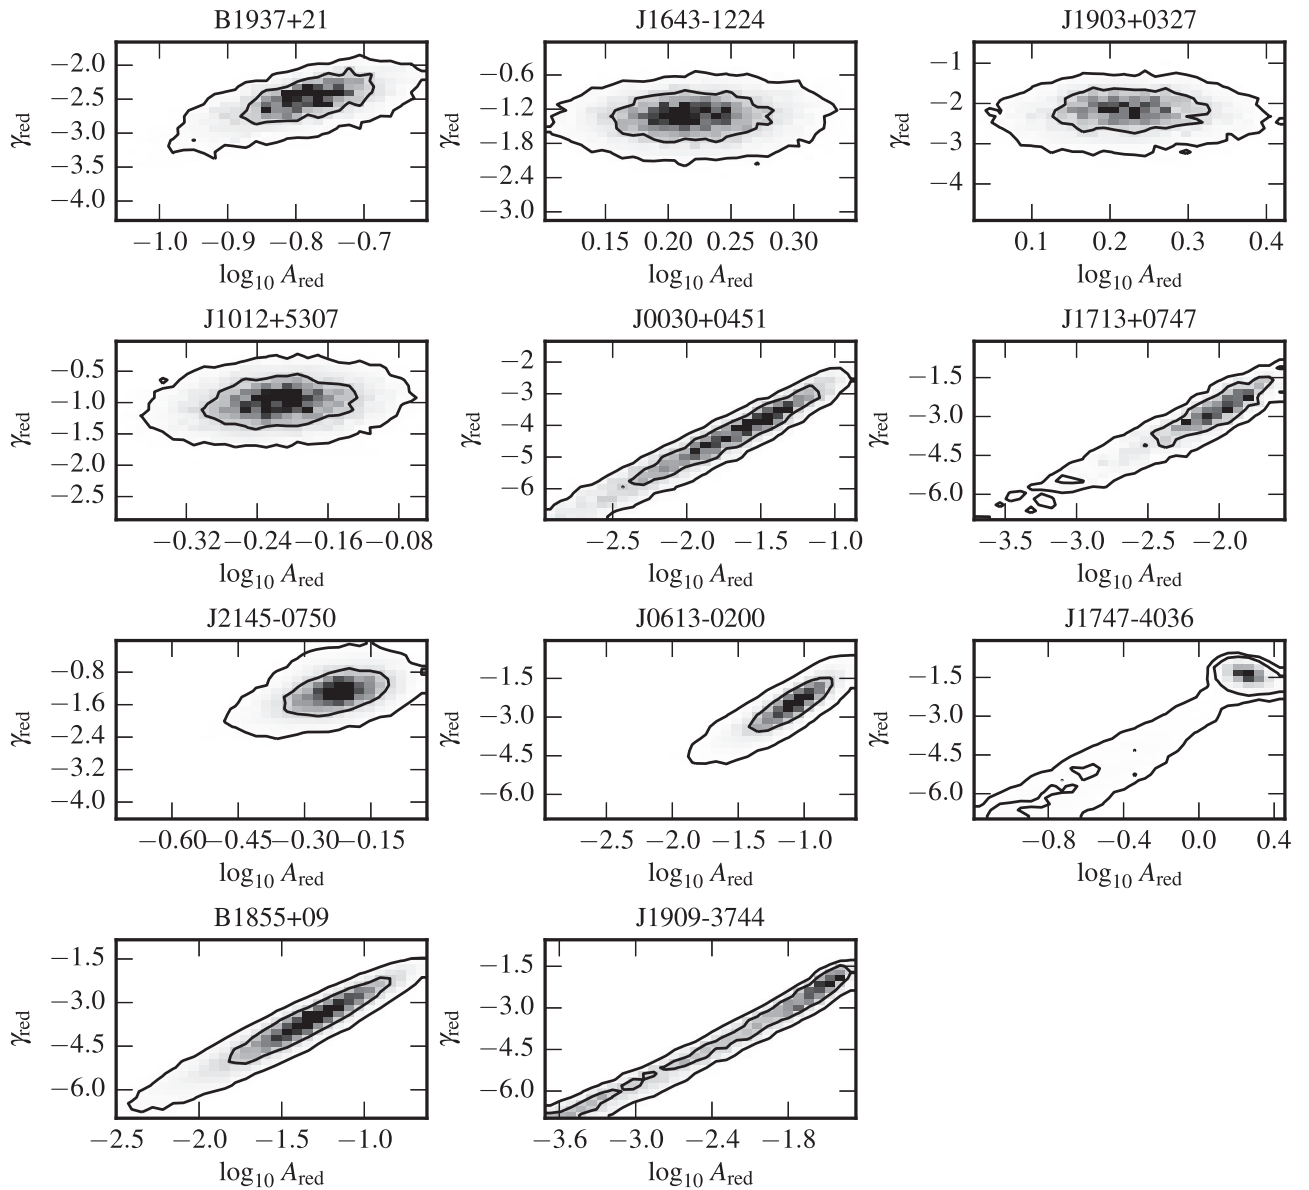 B1937+21
J1643-1224
J1903+0327
γred
−2.0
−2.5
−3.0
−3.5
−4.0
−1.0 −0.9 −0.8 −0.7
log10 Ared
γred
−0.6
−1.2
−1.8
−2.4
−3.0
0.15 0.20 0.25 0.30
log10 Ared
γred
−1
−2
−3
−4
0.1 0.2 0.3 0.4
log10 Ared
J1012+5307
J0030+0451
J1713+0747
γred
−0.5
−1.0
−1.5
−2.0
−2.5
−0.32 −0.24 −0.16 −0.08
log10 Ared
γred
−2
−3
−4
−5
−6
−2.5 −2.0 −1.5 −1.0
log10 Ared
γred
−1.5
−3.0
−4.5
−6.0
−3.5 −3.0 −2.5 −2.0
log10 Ared
J2145-0750
J0613-0200
J1747-4036
γred
−0.8
−1.6
−2.4
−3.2
−4.0
−0.60 −0.45 −0.30 −0.15
log10 Ared
γred
−1.5
−3.0
−4.5
−6.0
−2.5 −2.0 −1.5 −1.0
log10 Ared
γred
−1.5
−3.0
−4.5
−6.0
−0.8 −0.4 0.0 0.4
log10 Ared
B1855+09
J1909-3744
γred
−1.5
−3.0
−4.5
−6.0
−2.5 −2.0 −1.5 −1.0
log10 Ared
γred
−1.5
−3.0
−4.5
−6.0
−3.6 −3.0 −2.4 −1.8
log10 Ared